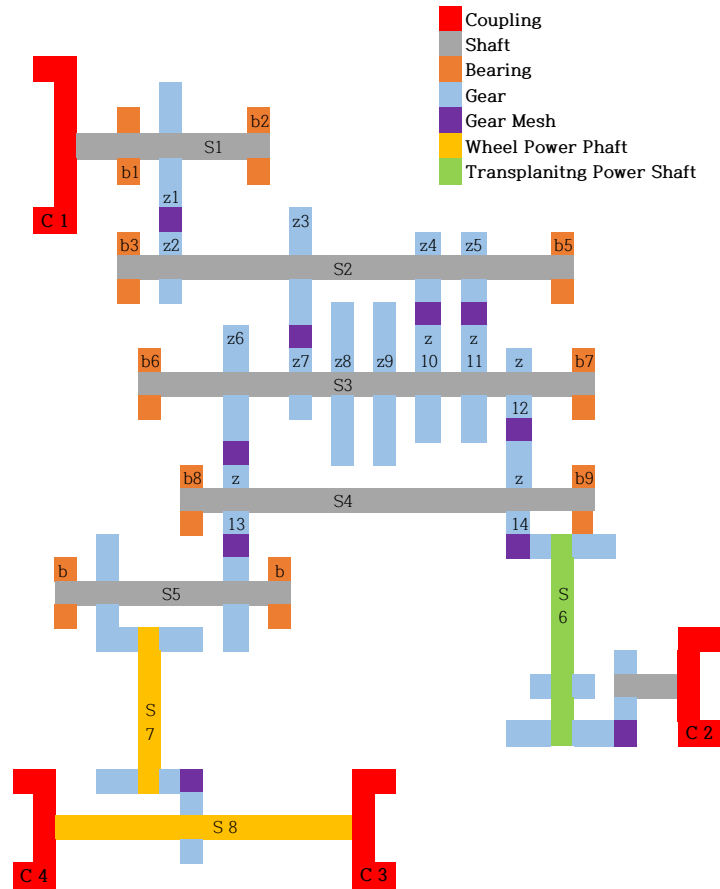 Coupling
Shaft
Bearing
Gear
Gear Mesh
Wheel Power Phaft
Transplanitng Power Shaft
b2
S1
b1
z1
C 1
z3
b3
z2
z4
z5
b5
S2
z6
z
z
z
b6
z7
z8
z9
10
11
b7
S3
12
b8
z
z
b9
S4
13
14
b
b
S5
S
6
S
7
C 2
S 8
C 4
C 3